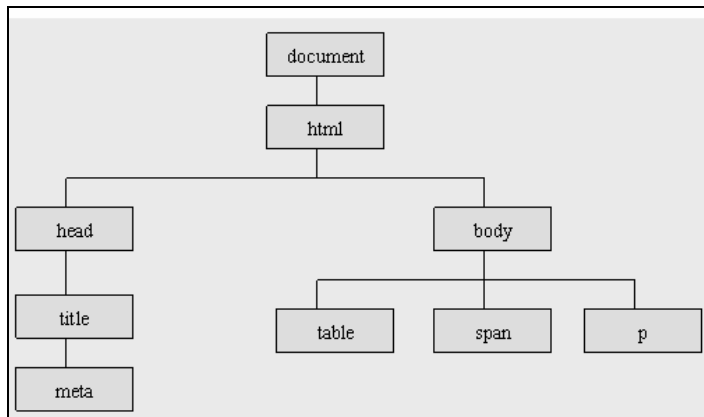 document
html
head
body
title
table
span
p
meta